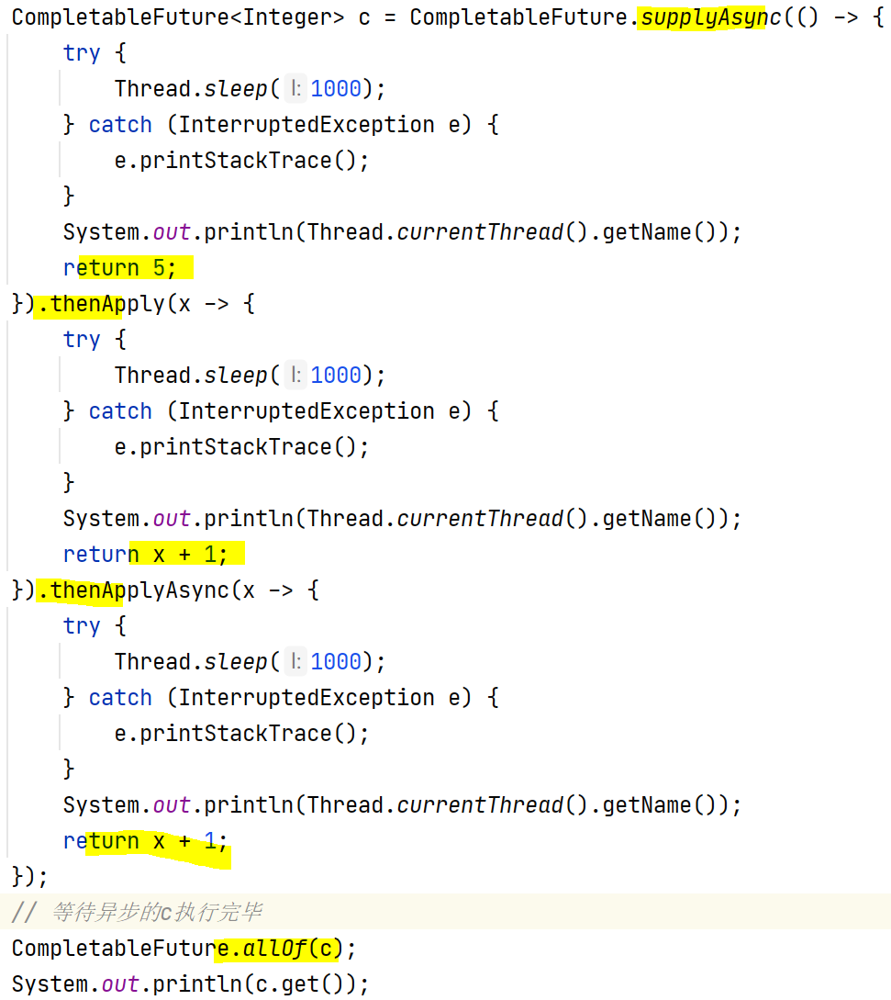 CompletableFuture<Integer> c = CompletableFuture.supplyAsync(() -> {
    try {
        Thread.sleep( l: 1000);
    } catch (InterruptedException e) {
        e.printStackTrace();
    }
    System.out.println(Thread.currentThread().getName());
    return 5;
}).thenApply(x -> {
    try {
        Thread.sleep( l: 1000);
    } catch (InterruptedException e) {
        e.printStackTrace();
    }
    System.out.println(Thread.currentThread().getName());
    return x + 1;
}).thenApplyAsync(x -> {
    try {
        Thread.sleep( l: 1000);
    } catch (InterruptedException e) {
        e.printStackTrace();
    }
    System.out.println(Thread.currentThread().getName());
    return x + 1;
});
// 等待异步的c执行完毕
CompletableFuture.allOf(c);
System.out.println(c.get());